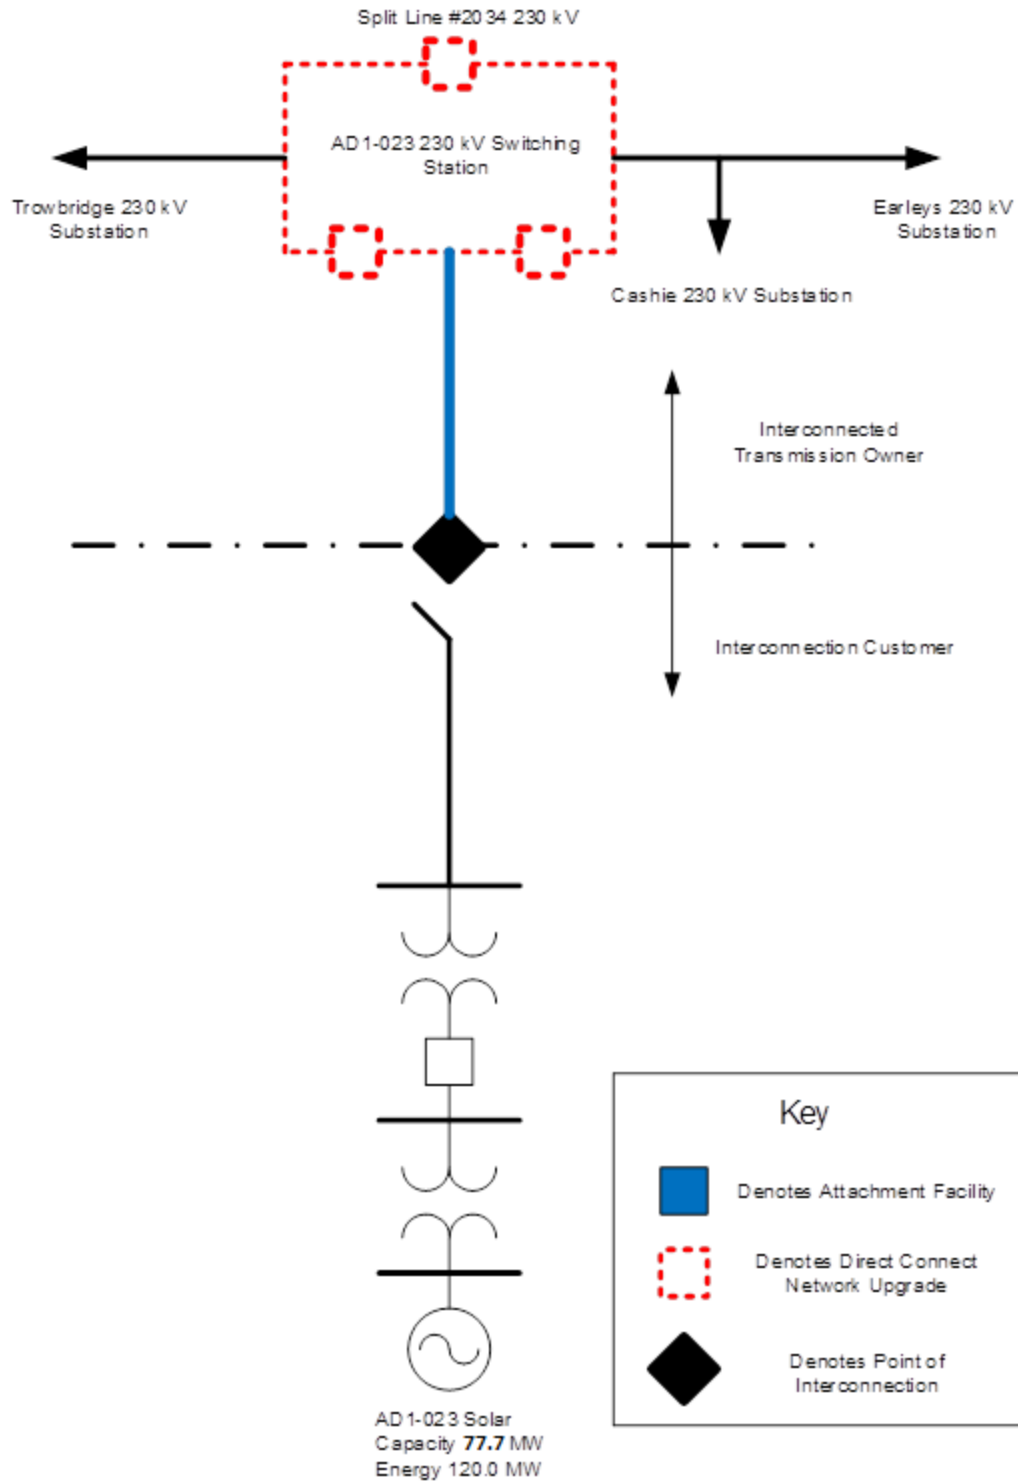 Split Line #2034 230 kV
AD1-023 230 kV Switching
Station
Trowbridge 230 kV
Substation
Earleys 230 kV
Substation
Cashie 230 kV Substation
Interconnected
Transmission Owner
Interconnection Customer
Key
Denotes Attachment Facility
Denotes Direct Connect
Network Upgrade
Denotes Point of
Interconnection
AD1-023 Solar
Capacity 77.7 MW
Energy 120.0 MW